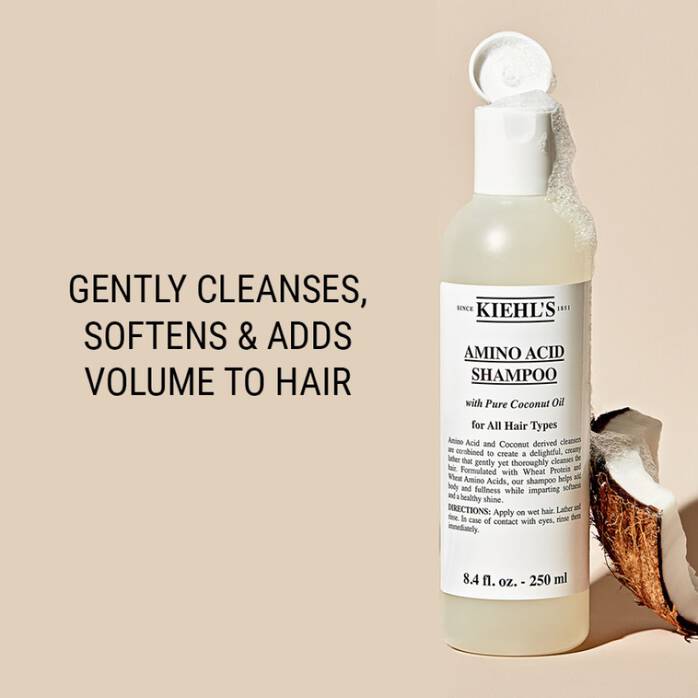 GENTLY CLEANSES,
SOFTENS & ADDS
VOLUME TO HAIR
SINCE KIEHL'S 1851
AMINO ACID
SHAMPOO
with Pure Coconut Oil
for All Hair Types
Amino Acid and Coconut derived cleansers
are combined to create a delightful, creamy
lather that gently yet thoroughly cleanses the
hair. Formulated with Wheat Protein and
Wheat Amino Acids, our shampoo helps add
body and fullness while imparting softness
and a healthy shine.
DIRECTIONS: Apply on wet hair. Lather and
rinse. In case of contact with eyes, rinse them
immediately.
8.4 fl. oz. - 250 ml